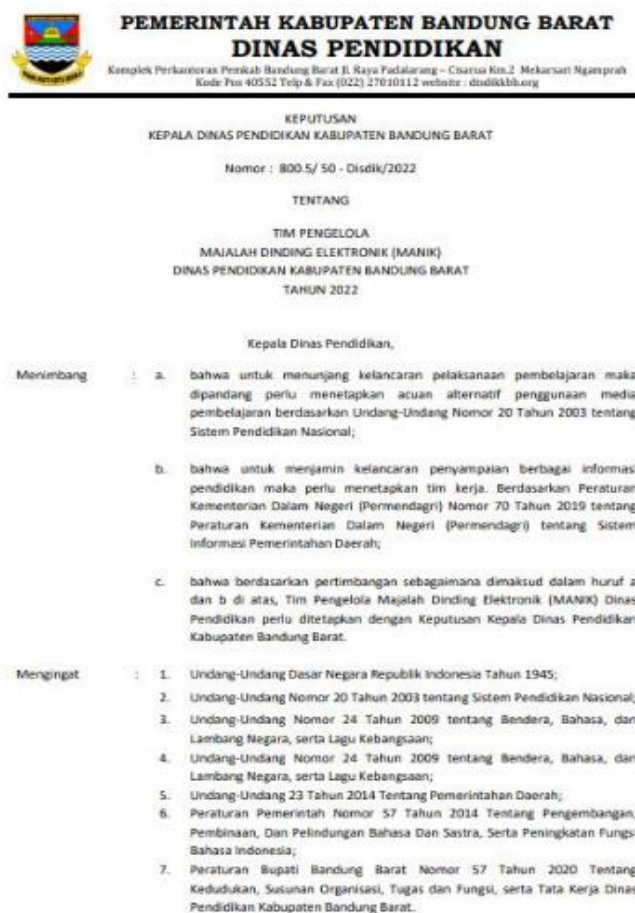 PEMERINTAH KABUPATEN BANDUNG BARAT
DINAS PENDIDIKAN
Komplek Perkantoran Pemkab Bandung Barat Jl. Raya Padalarang – Cisarua Km.2 Mekarsari Ngamprah
Kode Pos 40552 Telp & Fax (022) 27010112 website : disdikkbb.org
KEPUTUSAN
KEPALA DINAS PENDIDIKAN KABUPATEN BANDUNG BARAT
Nomor : 800.5/ 50 - Disdik/2022
TENTANG
TIM PENGELOLA
MAJALAH DINDING ELEKTRONIK (MANIK)
DINAS PENDIDIKAN KABUPATEN BANDUNG BARAT
TAHUN 2022
Kepala Dinas Pendidikan,
Menimbang : a. bahwa untuk menunjang kelancaran pelaksanaan pembelajaran maka
dipandang perlu menetapkan acuan alternatif penggunaan media
pembelajaran berdasarkan Undang-Undang Nomor 20 Tahun 2003 tentang
Sistem Pendidikan Nasional;
b. bahwa untuk menjamin kelancaran penyampaian berbagai informasi
pendidikan maka perlu menetapkan tim kerja. Berdasarkan Peraturan
Kementerian Dalam Negeri (Permendagri) Nomor 70 Tahun 2019 tentang
Peraturan Kementerian Dalam Negeri (Permendagri) tentang Sistem
Informasi Pemerintahan Daerah;
c. bahwa berdasarkan pertimbangan sebagaimana dimaksud dalam huruf a
dan b di atas, Tim Pengelola Majalah Dinding Elektronik (MANIK) Dinas
Pendidikan perlu ditetapkan dengan Keputusan Kepala Dinas Pendidikan
Kabupaten Bandung Barat.
Mengingat : 1. Undang-Undang Dasar Negara Republik Indonesia Tahun 1945;
2. Undang-Undang Nomor 20 Tahun 2003 tentang Sistem Pendidikan Nasional;
3. Undang-Undang Nomor 24 Tahun 2009 tentang Bendera, Bahasa, dan
Lambang Negara, serta Lagu Kebangsaan;
4. Undang-Undang Nomor 24 Tahun 2009 tentang Bendera, Bahasa, dan
Lambang Negara, serta Lagu Kebangsaan;
5. Undang-Undang 23 Tahun 2014 Tentang Pemerintahan Daerah;
6. Peraturan Pemerintah Nomor 57 Tahun 2014 Tentang Pengembangan,
Pembinaan, Dan Pelindungan Bahasa Dan Sastra, Serta Peningkatan Fungsi
Bahasa Indonesia;
7. Peraturan Bupati Bandung Barat Nomor 57 Tahun 2020 Tentang
Kedudukan, Susunan Organisasi, Tugas dan Fungsi, serta Tata Kerja Dinas
Pendidikan Kabupaten Bandung Barat.